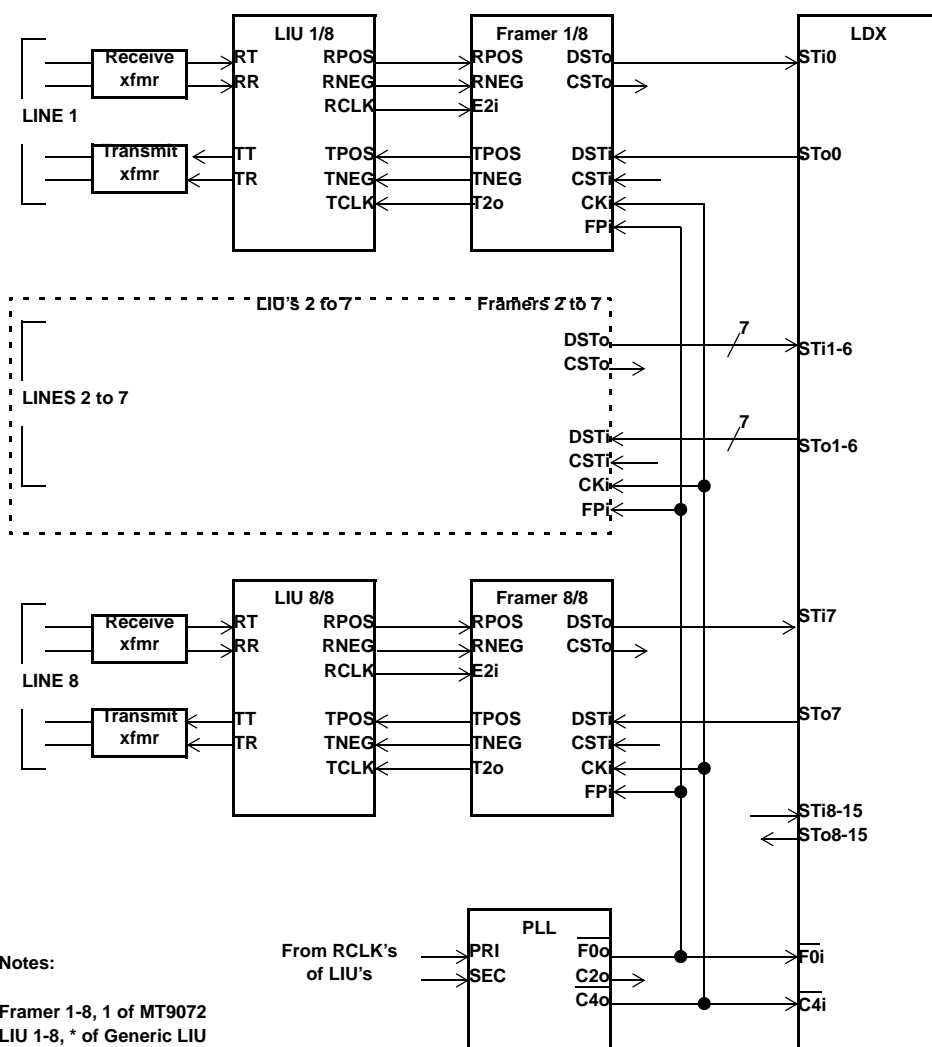 LIU 1/8
Framer 1/8
LDX
Receive
xfmr
RT
RR
RPOS
RNEG
RCLK
RPOS
RNEG
E2i
DSTo
CSTo
STi0
LINE 1
Transmit
xfmr
TT
TR
TPOS
TNEG
TCLK
TPOS
TNEG
T2o
DSTi
CSTi
CKi
FPi
STo0
LIU's 2 to 7
Framers 2 to 7
DSTo
CSTo
7
STi1-6
LINES 2 to 7
DSTi
CSTi
CKi
FPi
7
STo1-6
LIU 8/8
Framer 8/8
Receive
xfmr
RT
RR
RPOS
RNEG
RCLK
RPOS
RNEG
E2i
DSTo
CSTo
STi7
LINE 8
Transmit
xfmr
TT
TR
TPOS
TNEG
TCLK
TPOS
TNEG
T2o
DSTi
CSTi
CKi
FPi
STo7
STi8-15
STo8-15
PLL
From RCLK's
of LIU's
PRI
SEC
F0o
C2o
C4o
F0i
C4i
Notes:
Framer 1-8, 1 of MT9072
LIU 1-8, * of Generic LIU